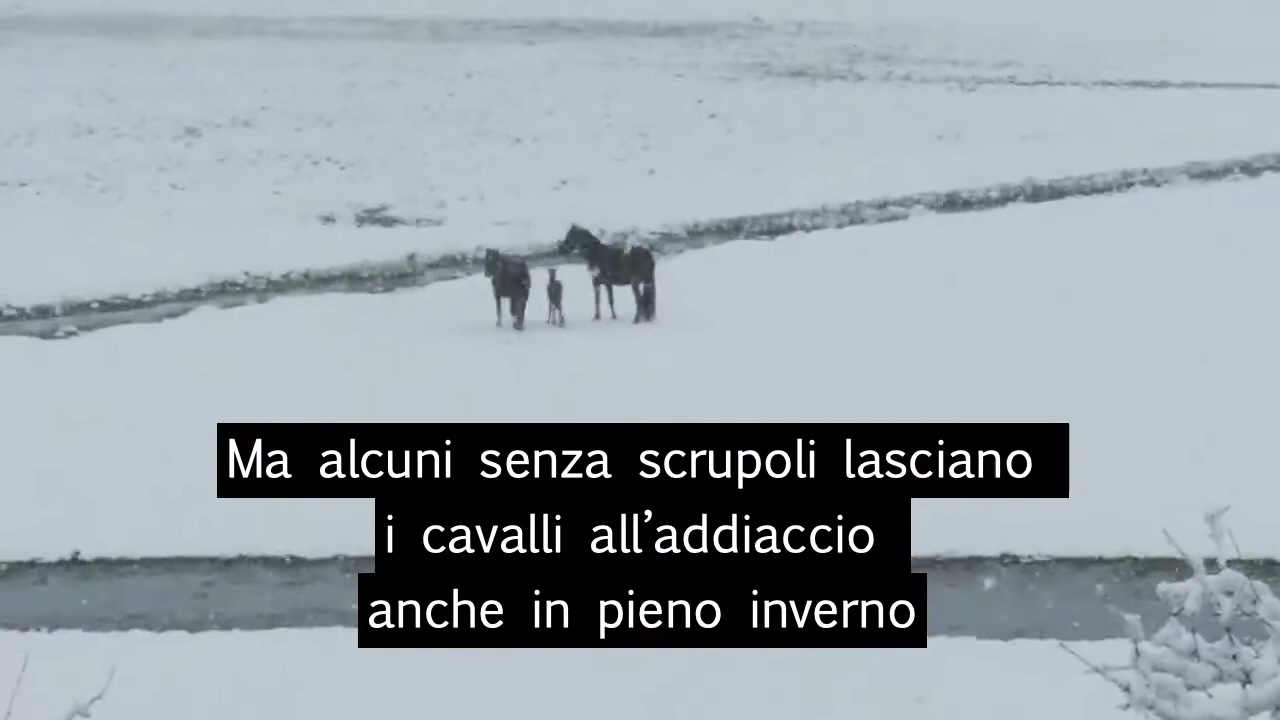 Ma alcuni senza scrupoli lasciano
i cavalli all’addiaccio
anche in pieno inverno